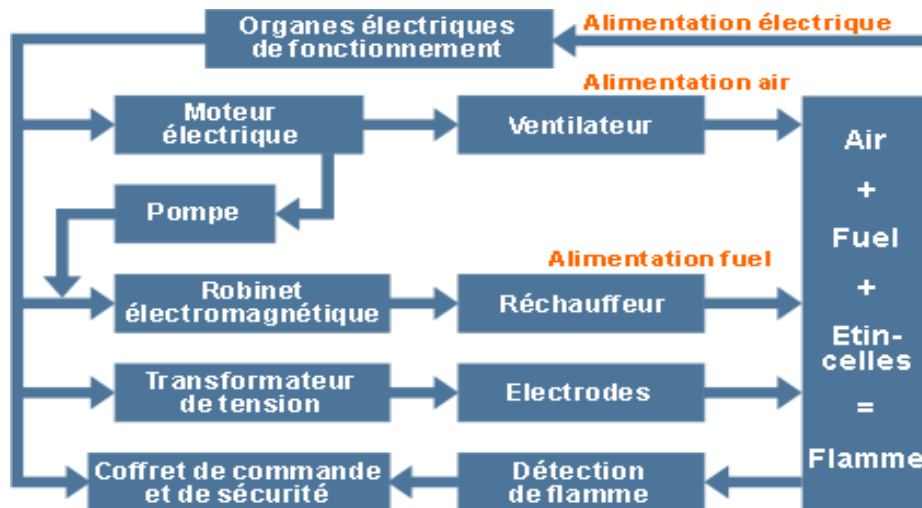 Organes électriques
de fonctionnement
Alimentation électrique
Alimentation air
Moteur
électrique
Ventilateur
Pompe
Alimentation fuel
Robinet
électromagnétique
Réchauffeur
Transformateur
de tension
Electrodes
Coffret de commande
et de sécurité
Détection
de flamme
Air
+
Fuel
+
Etin-
celles
=
Flamme